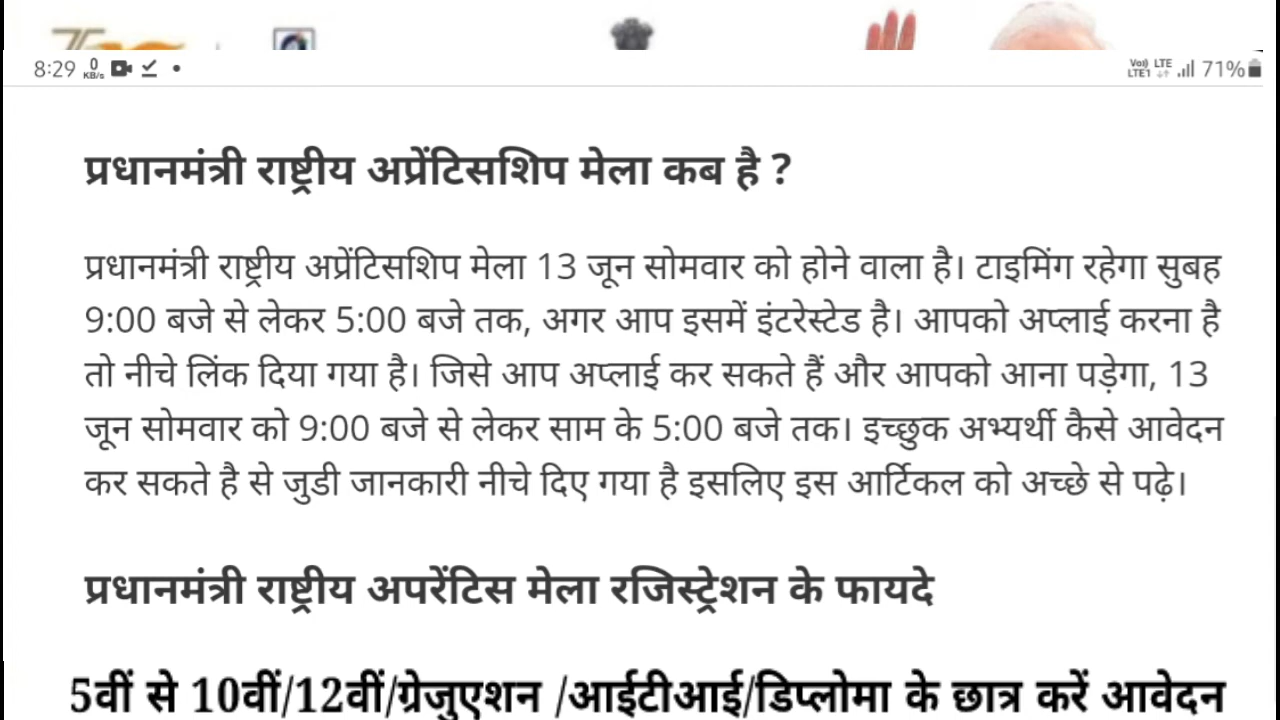 8:29 0 KB/s Vo)) LTE LTE1 71%
प्रधानमंत्री राष्ट्रीय अप्रेंटिसशिप मेला कब है ?
प्रधानमंत्री राष्ट्रीय अप्रेंटिसशिप मेला 13 जून सोमवार को होने वाला है। टाइमिंग रहेगा सुबह
9:00 बजे से लेकर 5:00 बजे तक, अगर आप इसमें इंटरेस्टेड है। आपको अप्लाई करना है
तो नीचे लिंक दिया गया है। जिसे आप अप्लाई कर सकते हैं और आपको आना पड़ेगा, 13
जून सोमवार को 9:00 बजे से लेकर साम के 5:00 बजे तक। इच्छुक अभ्यर्थी कैसे आवेदन
कर सकते है से जुडी जानकारी नीचे दिए गया है इसलिए इस आर्टिकल को अच्छे से पढ़े।
प्रधानमंत्री राष्ट्रीय अपरेंटिस मेला रजिस्ट्रेशन के फायदे
5वीं से 10वीं/12वीं/ग्रेजुएशन /आईटीआई/डिप्लोमा के छात्र करें आवेदन